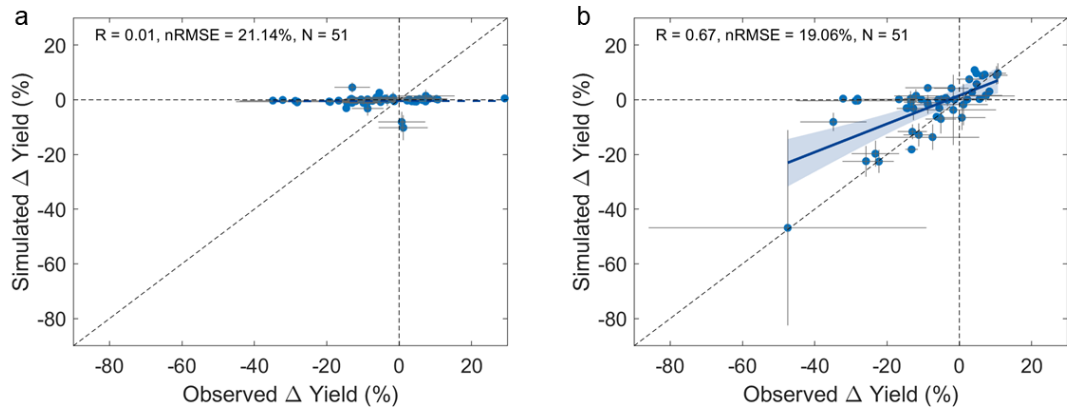 a
R = 0.01, nRMSE = 21.14%, N = 51
20
0
-20
-40
-60
-80
Simulated Δ Yield (%)
-80 -60 -40 -20 0 20
Observed Δ Yield (%)
b
R = 0.67, nRMSE = 19.06%, N = 51
20
0
-20
-40
-60
-80
Simulated Δ Yield (%)
-80 -60 -40 -20 0 20
Observed Δ Yield (%)